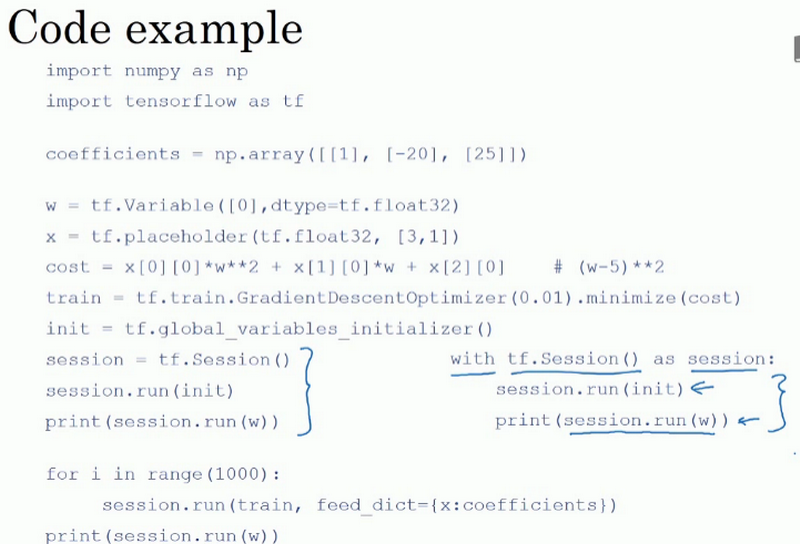 Code example
import numpy as np
import tensorflow as tf
coefficients = np.array([[1], [-20], [25]])
w = tf.Variable([0],dtype=tf.float32)
x = tf.placeholder(tf.float32, [3,1])
cost = x[0][0]*w**2 + x[1][0]*w + x[2][0]    # (w-5)**2
train = tf.train.GradientDescentOptimizer(0.01).minimize(cost)
init = tf.global_variables_initializer()
session = tf.Session()
session.run(init)
print(session.run(w))
with tf.Session() as session:
session.run(init)
print(session.run(w))
for i in range(1000):
session.run(train, feed_dict={x:coefficients})
print(session.run(w))